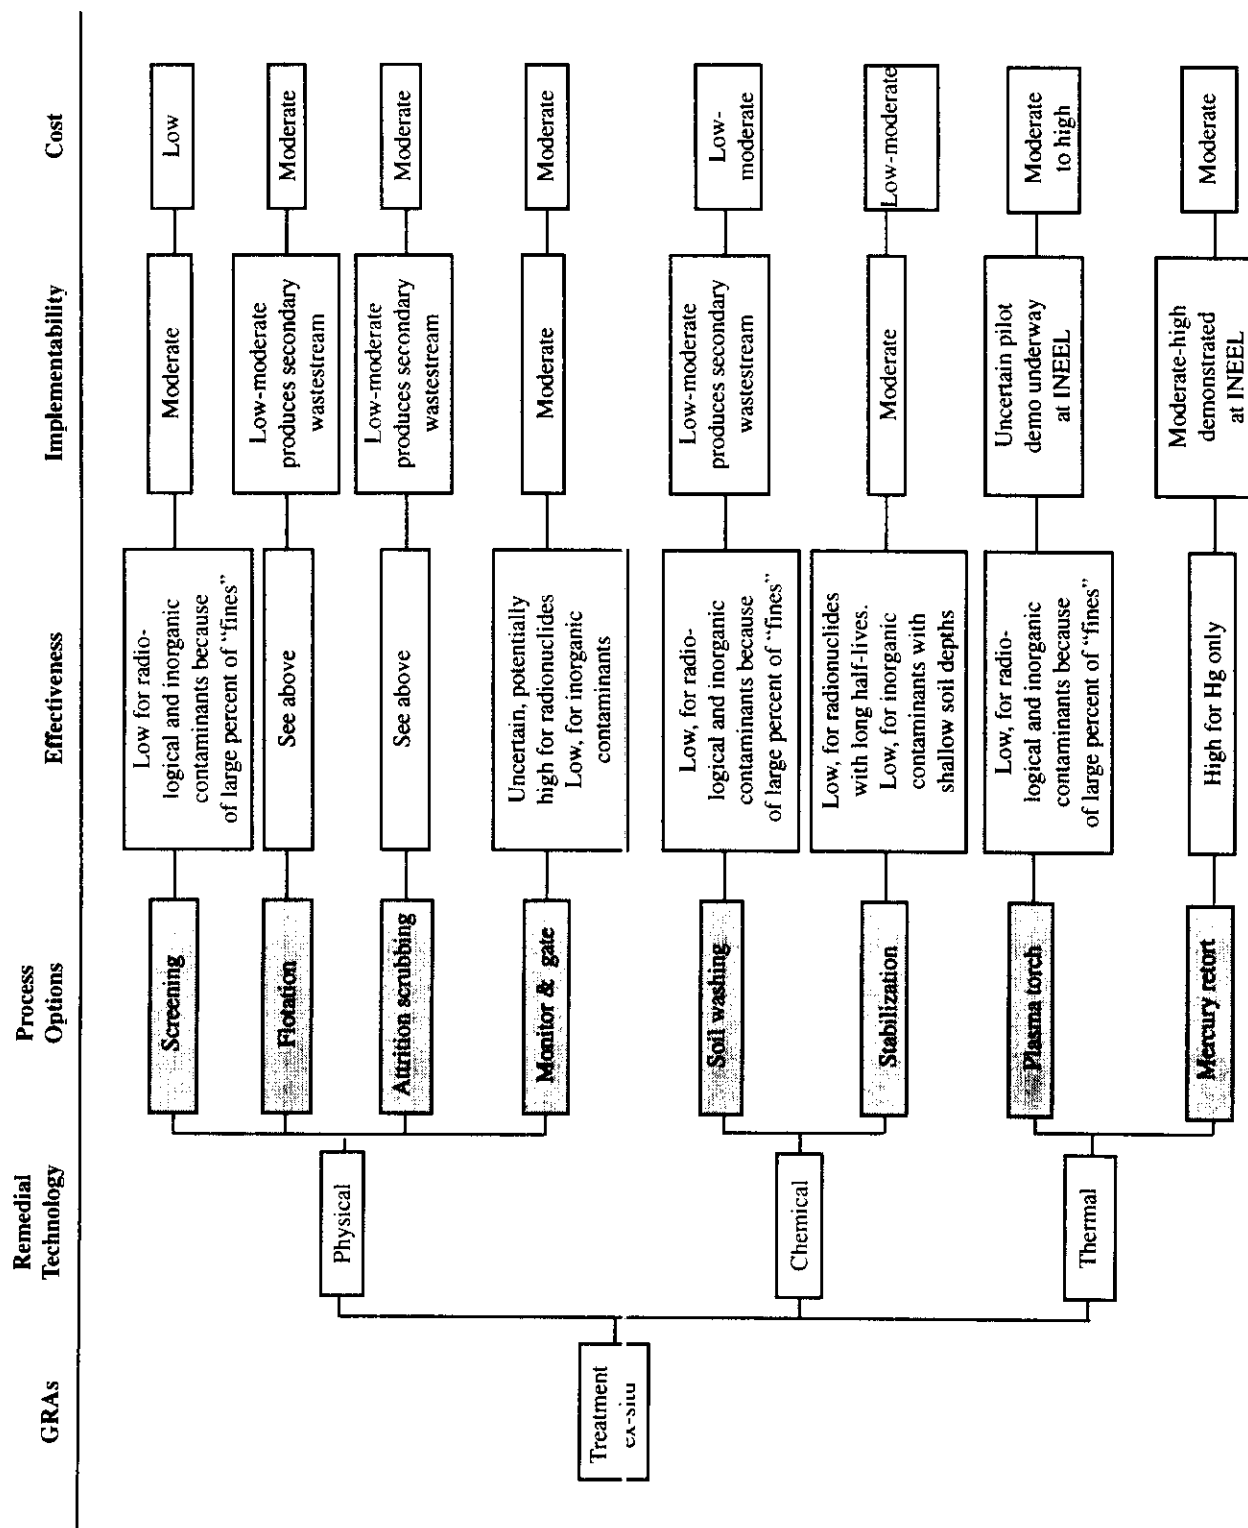 GRAs
Remedial
Technology
Process
Options
Effectiveness
Implementability
Cost
Treatment
ex-situ
Physical
Screening
Low for radio-
logical and inorganic
contaminants because
of large percent of “fines”
Moderate
Low
Flotation
See above
Low-moderate
produces secondary
wastestream
Moderate
Attrition scrubbing
See above
Low-moderate
produces secondary
wastestream
Moderate
Monitor & gate
Uncertain, potentially
high for radionuclides
Low, for inorganic
contaminants
Moderate
Moderate
Chemical
Soil washing
Low, for radio-
logical and inorganic
contaminants because
of large percent of “fines”
Low-moderate
produces secondary
wastestream
Low-
moderate
Stabilization
Low, for radionuclides
with long half-lives.
Low, for inorganic
contaminants with
shallow soil depths
Moderate
Low-moderate
Thermal
Plasma torch
Low, for radio-
logical and inorganic
contaminants because
of large percent of “fines”
Uncertain pilot
demo underway
at INEEL
Moderate
to high
Mercury retort
High for Hg only
Moderate-high
demonstrated
at INEEL
Moderate